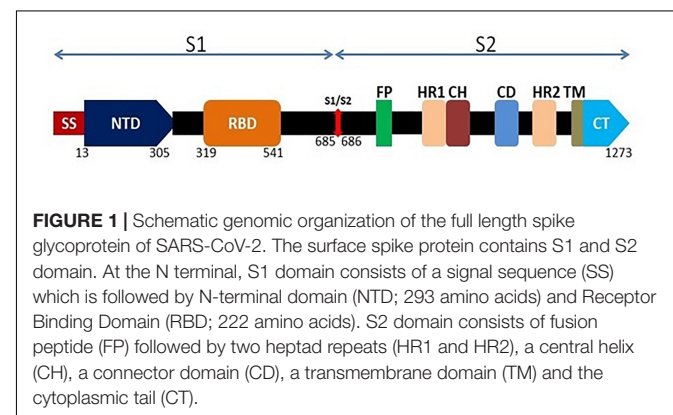 S1 S2
FP HR1 CH CD HR2 TM
S1/S2
SS NTD RBD CT
13 305 319 541 685 686 1273
FIGURE 1 | Schematic genomic organization of the full length spike
glycoprotein of SARS-CoV-2. The surface spike protein contains S1 and S2
domain. At the N terminal, S1 domain consists of a signal sequence (SS)
which is followed by N-terminal domain (NTD; 293 amino acids) and Receptor
Binding Domain (RBD; 222 amino acids). S2 domain consists of fusion
peptide (FP) followed by two heptad repeats (HR1 and HR2), a central helix
(CH), a connector domain (CD), a transmembrane domain (TM) and the
cytoplasmic tail (CT).